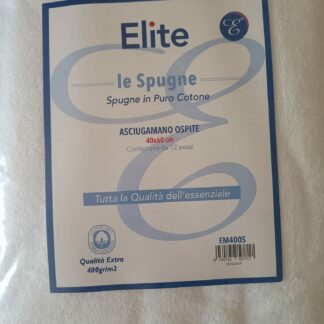 Elite
le Spugne
Spugne in Puro Cotone
ASCIUGAMANO OSPITE
40x60 cm
Confezione da 12 pezzi
Tutta la Qualità dell'essenziale
EM400S
Qualità Extra
400gr/m2